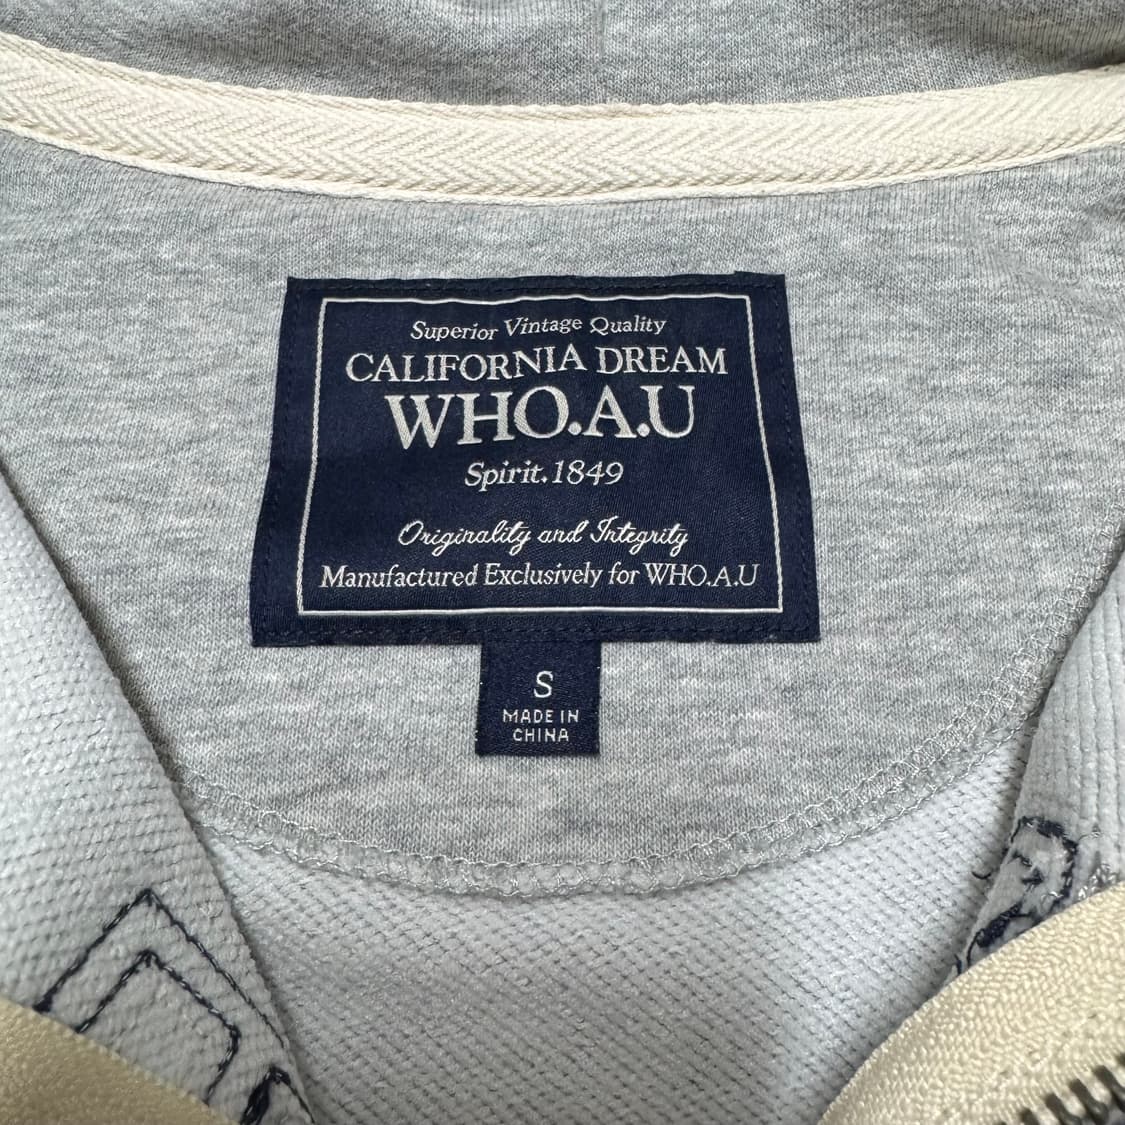 Superior Vintage Quality
CALIFORNIA DREAM
WHO.A.U
Spirit.1849
Originality and Integrity
Manufactured Exclusively for WHO.A.U
S
MADE IN
CHINA